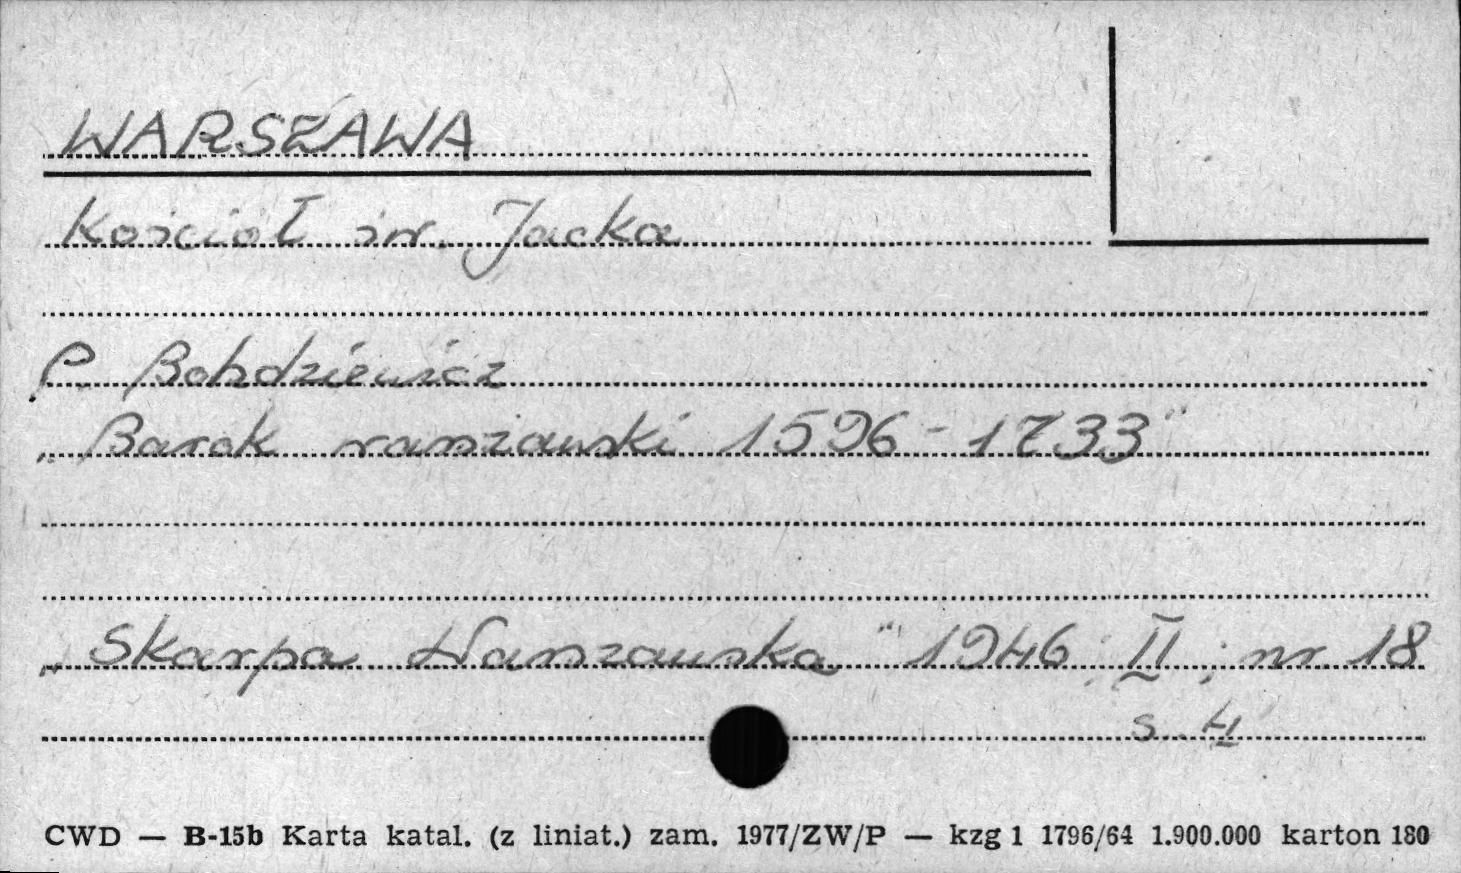 WARSZAWA
Kościół św. Jacka
P. Bohdziewicz
„Barok warszawski 1596-1733"
„Skarpa Warszawska" 1946; II; nr 18
s. 4
CWD — B-15b Karta katal. (z liniat.) zam. 1977/ZW/P — kzg 1 1796/64 1.900.000 karton 180